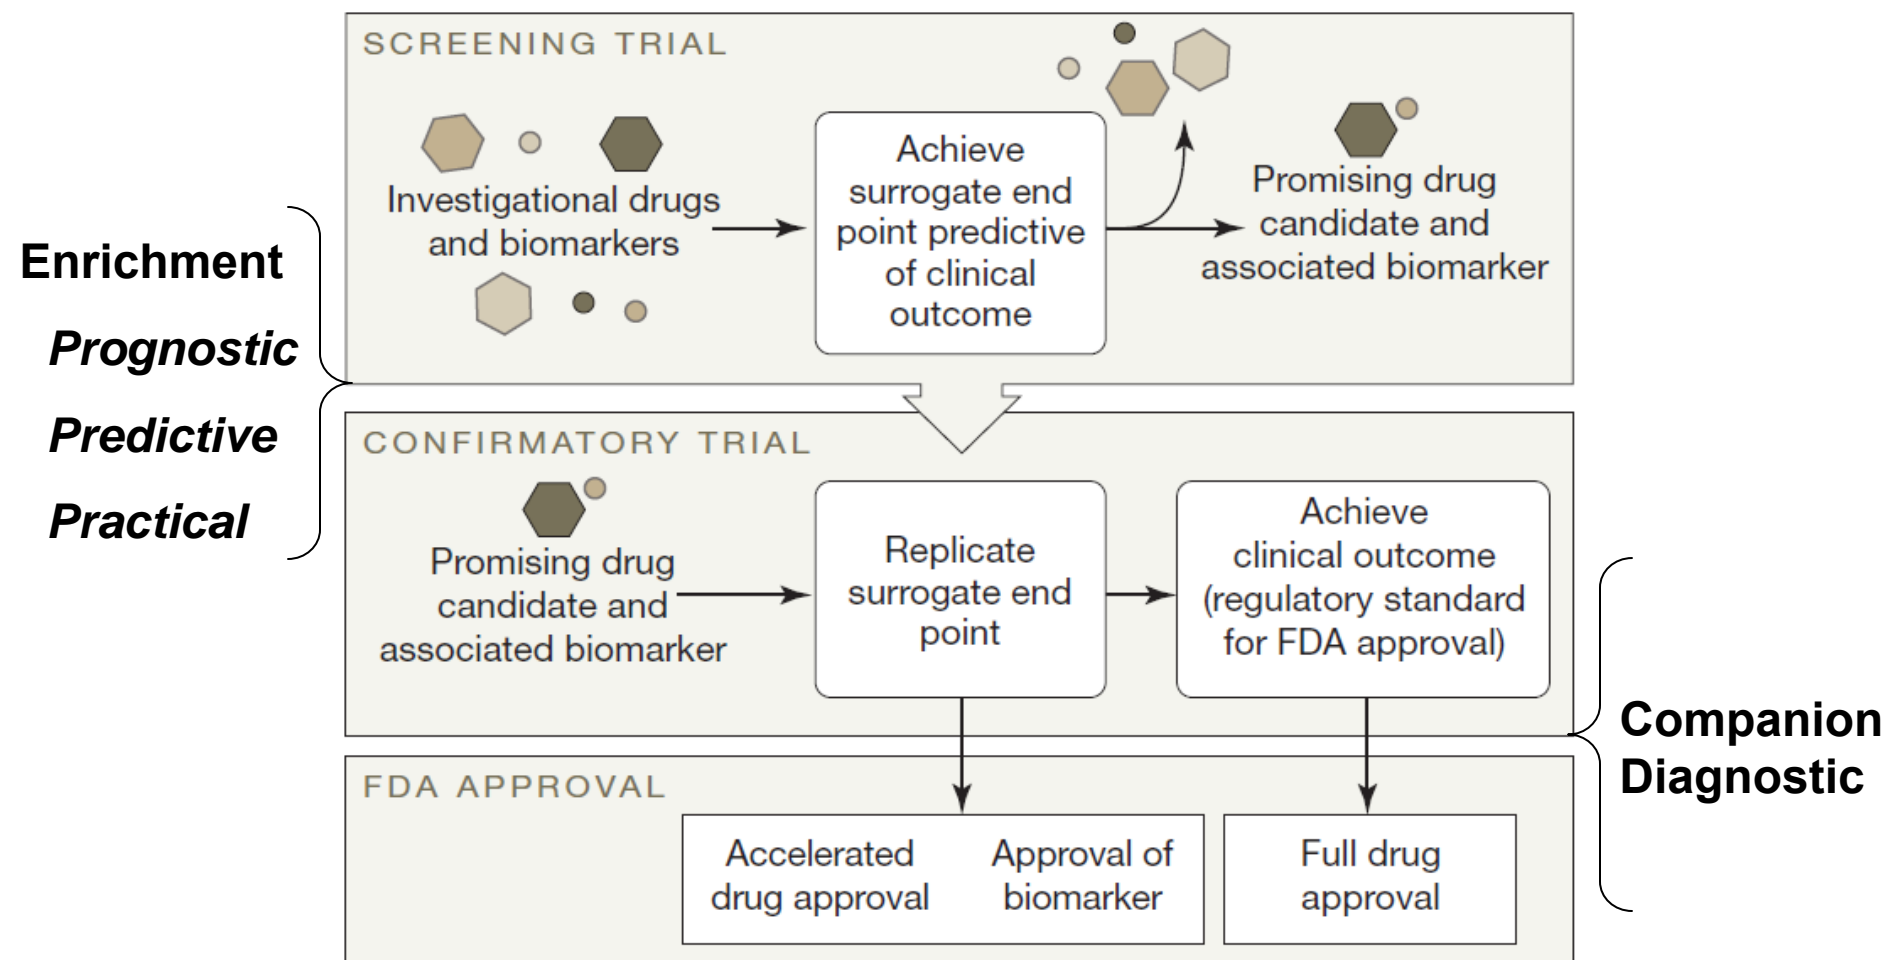 SCREENING TRIAL
Investigational drugs
and biomarkers
Achieve
surrogate end
point predictive
of clinical
outcome
Promising drug
candidate and
associated biomarker
Enrichment
Prognostic
Predictive
Practical
CONFIRMATORY TRIAL
Promising drug
candidate and
associated biomarker
Replicate
surrogate end
point
Achieve
clinical outcome
(regulatory standard
for FDA approval)
Companion
Diagnostic
FDA APPROVAL
Accelerated
drug approval
Approval of
biomarker
Full drug
approval